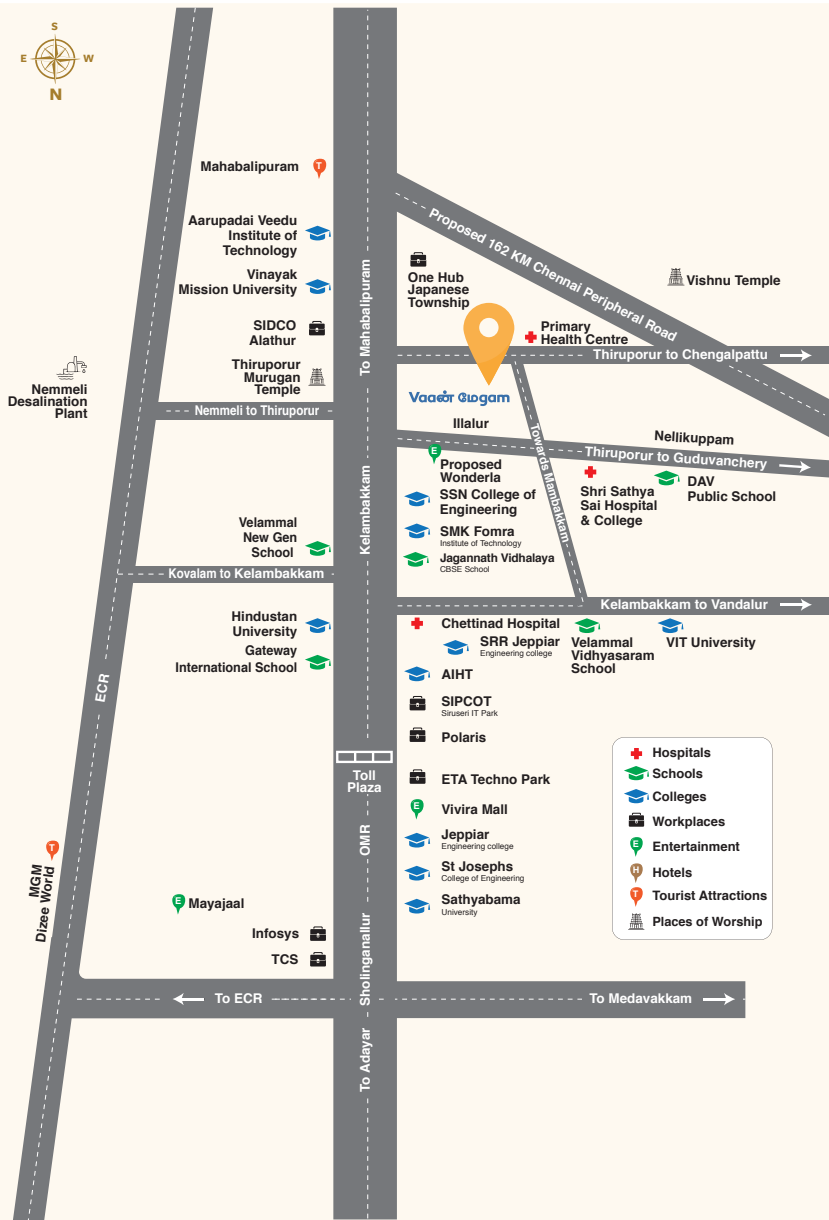 S
E
W
N
Mahabalipuram
T
Aarupadai Veedu
Institute of
Technology
Vinayak
Mission University
SIDCO
Alathur
Thiruporur
Murugan
Temple
Nemmeli
Desalination
Plant
Nemmeli to Thiruporur
To Mahabalipuram
Proposed 162 KM Chennai Peripheral Road
One Hub
Japanese
Township
Vishnu Temple
Primary
Health Centre
Thiruporur to Chengalpattu
Vaaன் மேgam
Illalur
Nellikuppam
Thiruporur to Guduvanchery
Towards Mambakkam
E
Proposed
Wonderla
SSN College of
Engineering
SMK Fomra
Institute of Technology
Jagannath Vidhalaya
CBSE School
Shri Sathya
Sai Hospital
& College
DAV
Public School
Kelambakkam
Velammal
New Gen
School
Kovalam to Kelambakkam
Kelambakkam to Vandalur
Hindustan
University
Gateway
International School
Chettinad Hospital
SRR Jeppiar
Engineering college
Velammal
Vidhyasaram
School
VIT University
AIHT
SIPCOT
Siruseri IT Park
Polaris
ECR
Toll
Plaza
ETA Techno Park
E
Vivira Mall
Jeppiar
Engineering college
St Josephs
College of Engineering
Sathyabama
University
OMR
Hospitals
Schools
Colleges
Workplaces
E
Entertainment
H
Hotels
T
Tourist Attractions
Places of Worship
T
MGM
Dizee World
E
Mayajaal
Infosys
TCS
Sholinganallur
To ECR
To Medavakkam
To Adayar